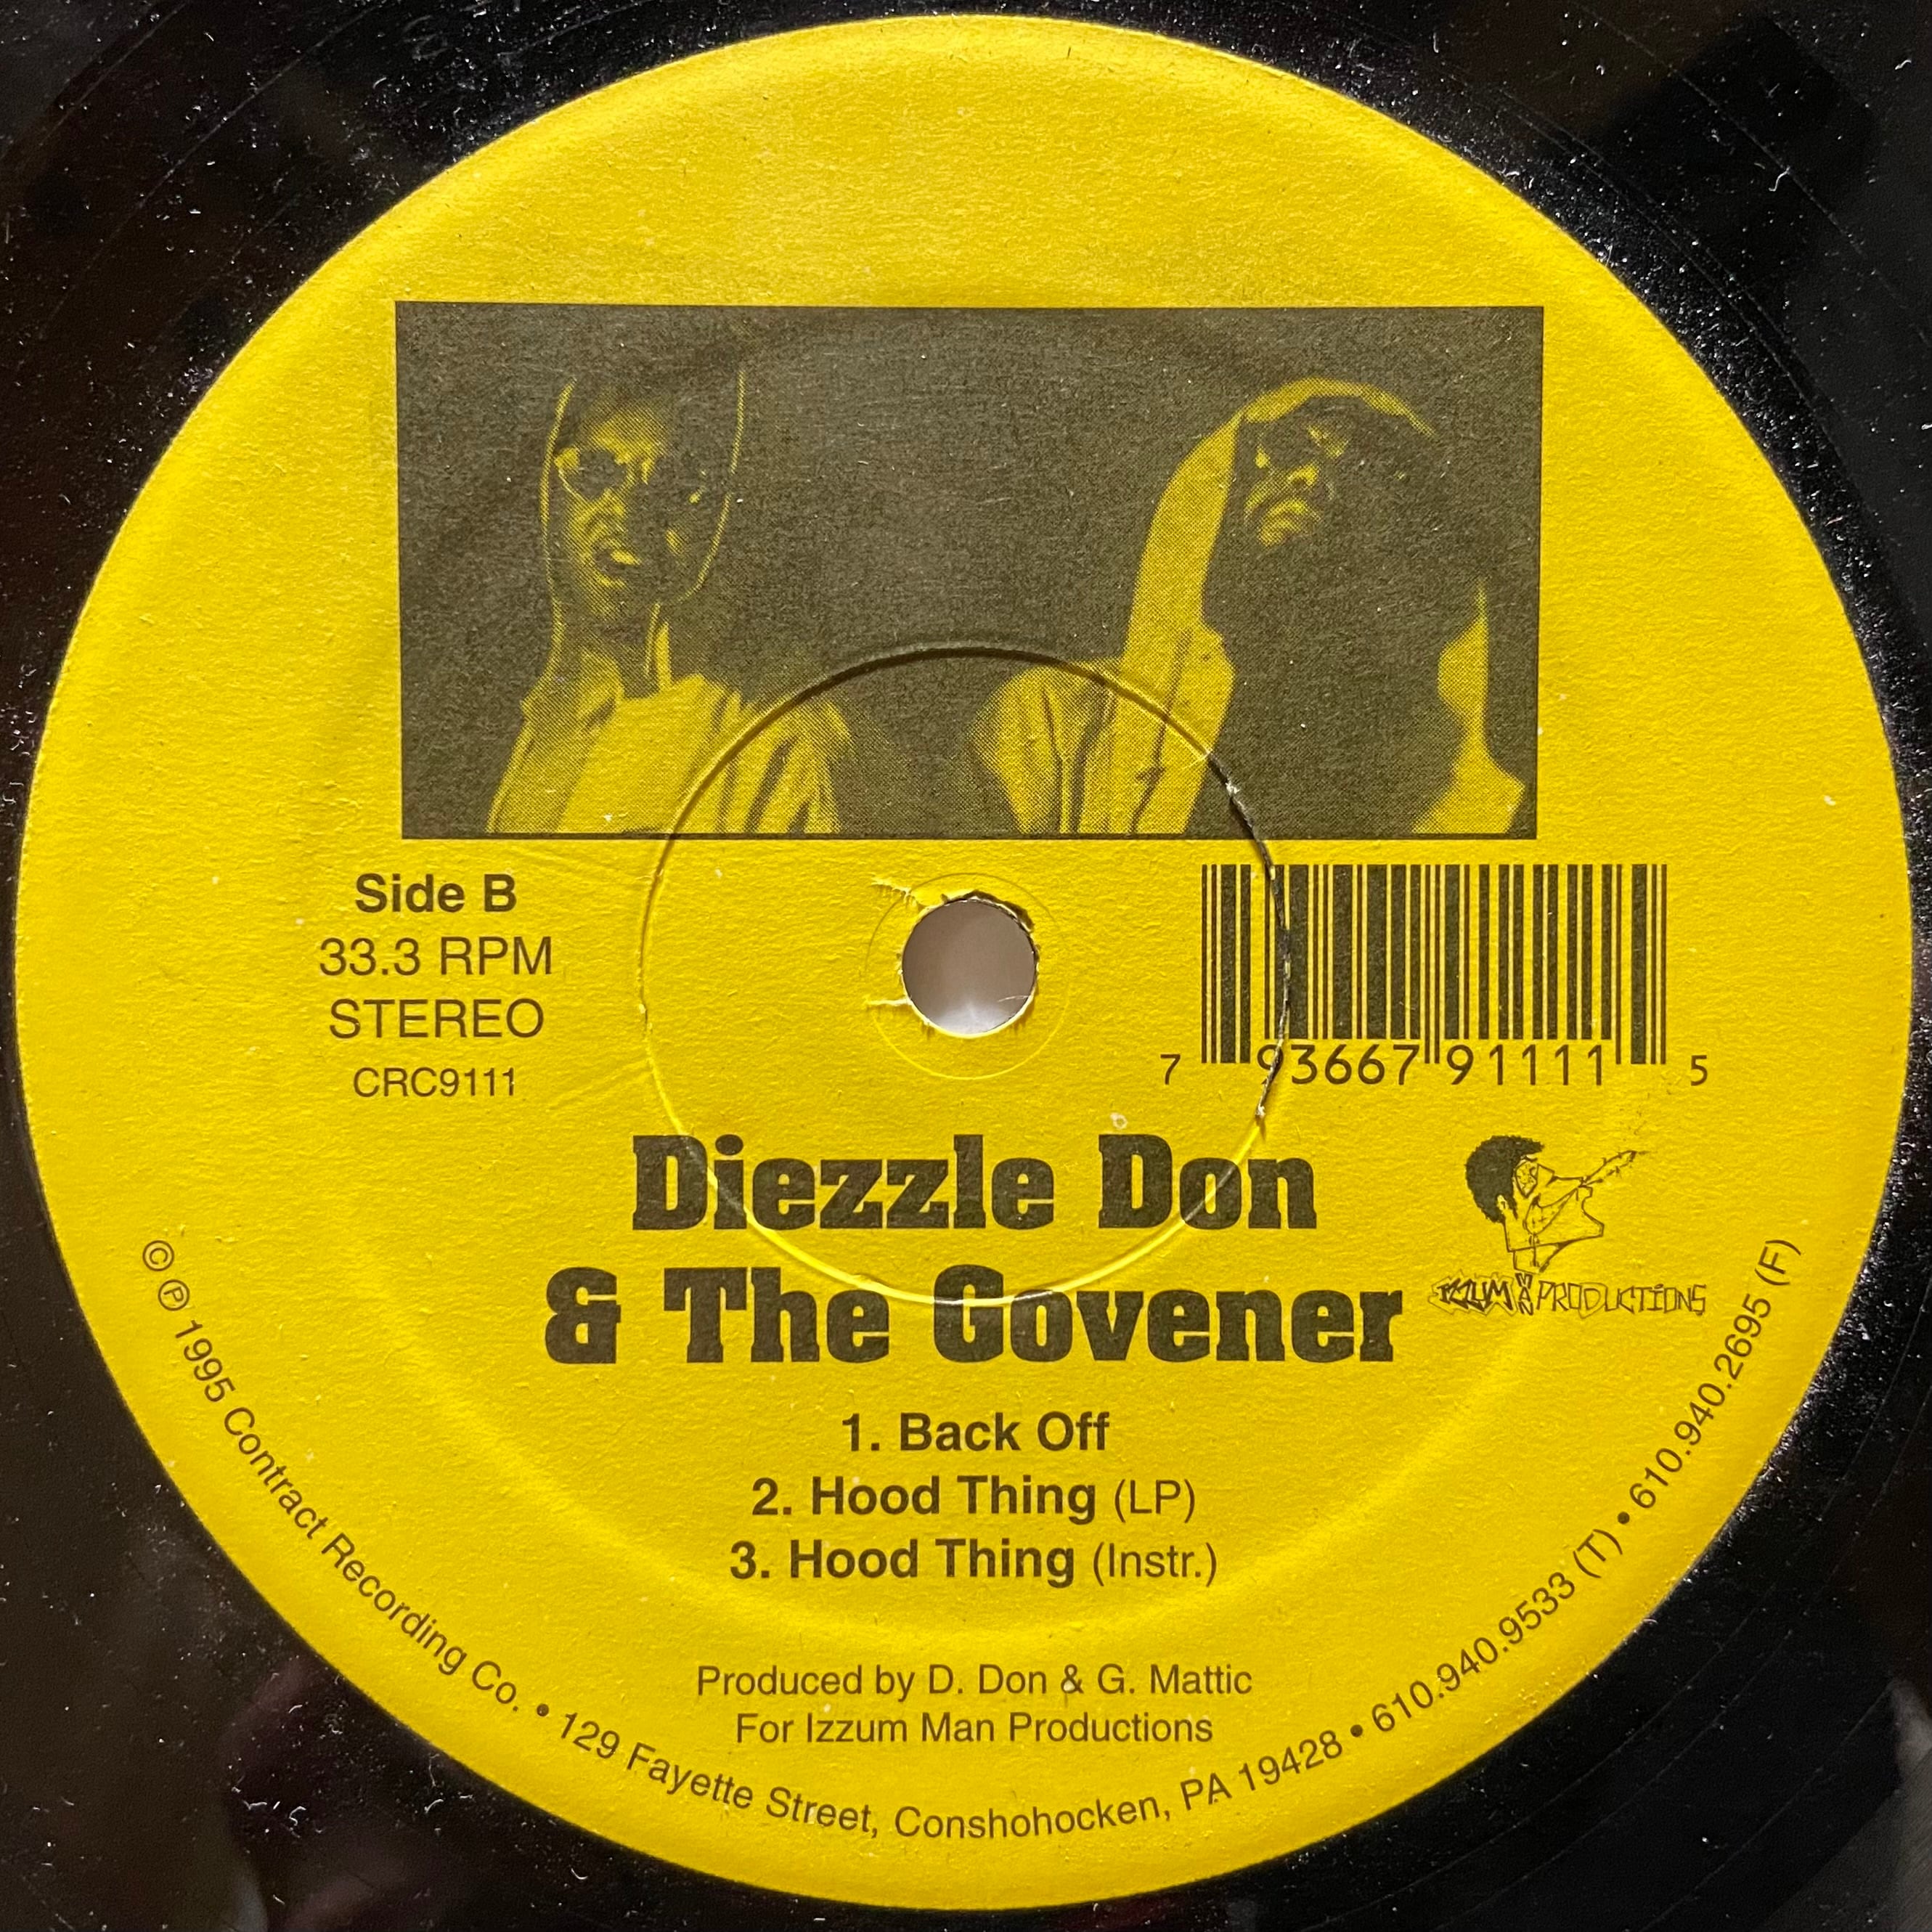 Side B
33.3 RPM
STEREO
CRC9111
7 93667 91111 5
Diezzle Don
& The Govener
IZZUM MAN PRODUCTIONS
1. Back Off
2. Hood Thing (LP)
3. Hood Thing (Instr.)
Produced by D. Don & G. Mattic
For Izzum Man Productions
© ℗ 1995 Contract Recording Co. • 129 Fayette Street, Conshohocken, PA 19428 • 610.940.9533 (T) • 610.940.2695 (F)